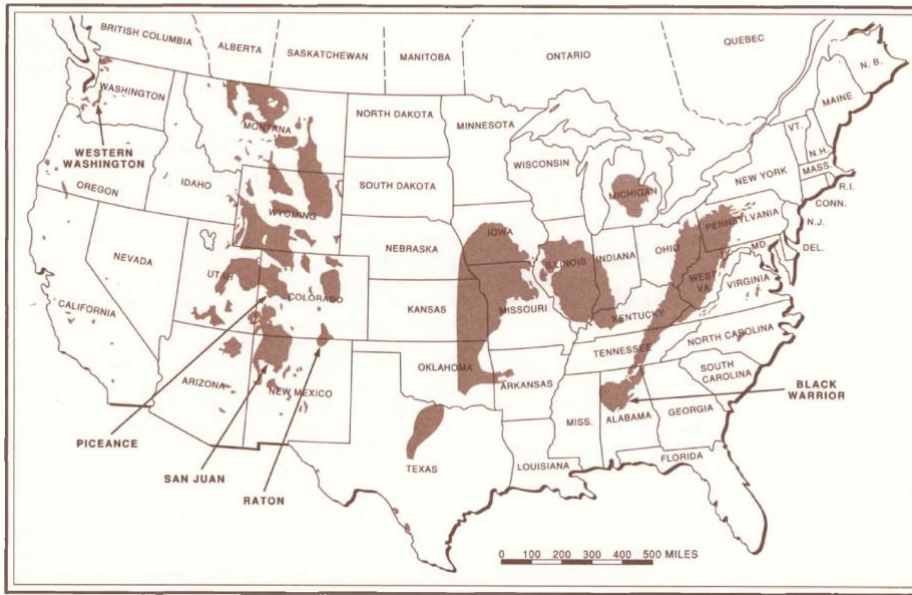 BRITISH COLUMBIA
ALBERTA
SASKATCHEWAN
MANITOBA
ONTARIO
QUEBEC
N. B.
MAINE
WASHINGTON
MONTANA
NORTH DAKOTA
MINNESOTA
VT.
N.H.
WESTERN
WASHINGTON
WISCONSIN
MICHIGAN
NEW YORK
MASS.
R.I.
CONN.
OREGON
IDAHO
SOUTH DAKOTA
WYOMING
IOWA
PENNSYLVANIA
N.J.
NEBRASKA
OHIO
MD.
DEL.
NEVADA
UTAH
COLORADO
ILLINOIS
INDIANA
WEST
VA.
VIRGINIA
CALIFORNIA
KANSAS
MISSOURI
KENTUCKY
NORTH CAROLINA
TENNESSEE
ARIZONA
NEW MEXICO
OKLAHOMA
ARKANSAS
SOUTH
CAROLINA
BLACK
WARRIOR
MISS.
ALABAMA
GEORGIA
PICEANCE
SAN JUAN
RATON
TEXAS
LOUISIANA
FLORIDA
0 100 200 300 400 500 MILES